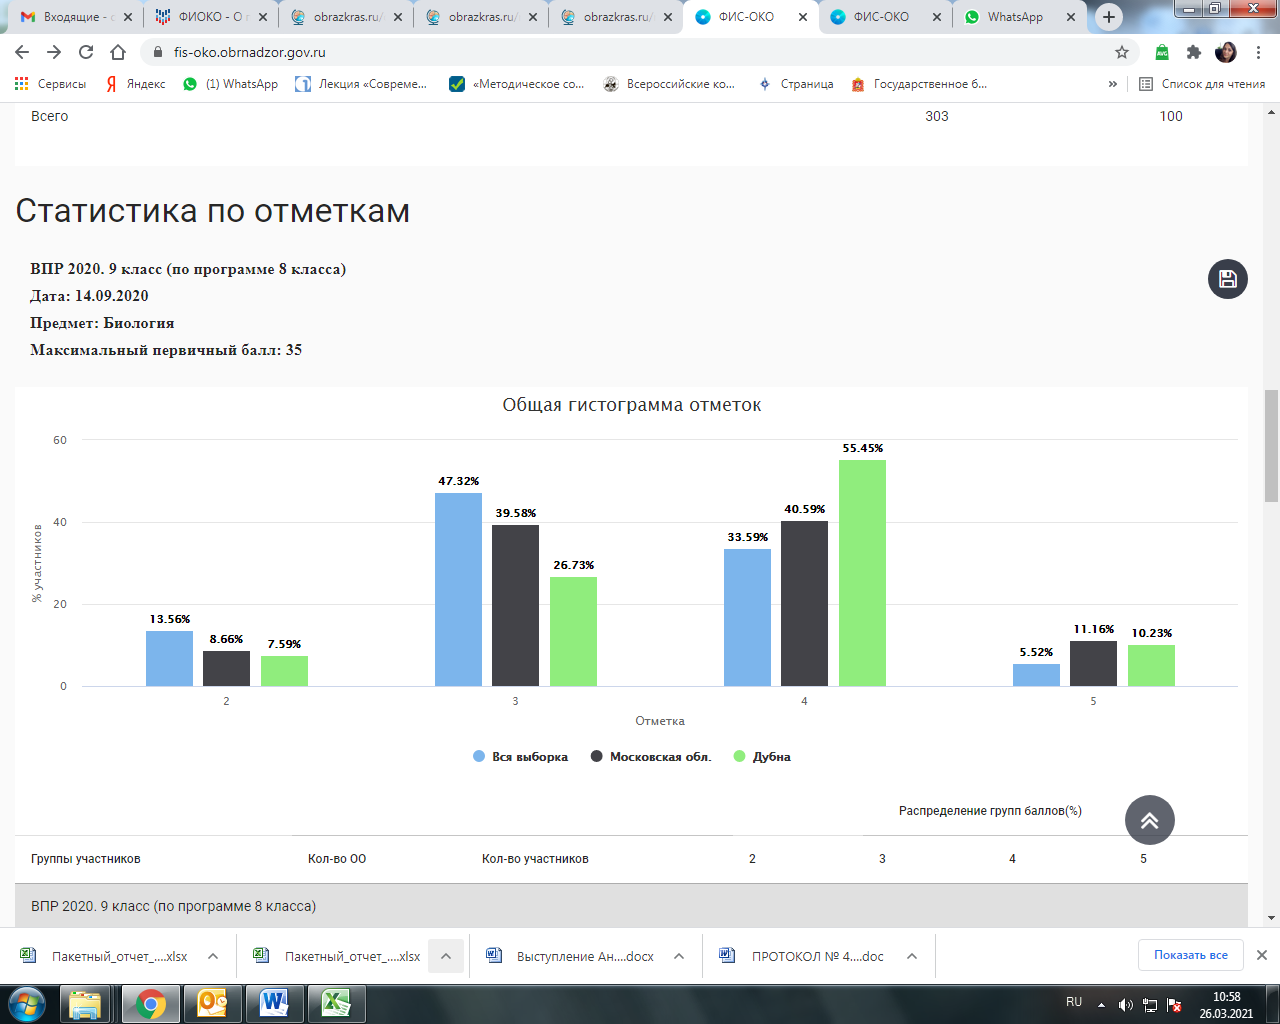 Входящие - c
ФИОКО - О г
obrazkras.ru/
obrazkras.ru/
obrazkras.ru/
ФИС-ОКО
ФИС-ОКО
WhatsApp
fis-oko.obrnadzor.gov.ru
Сервисы
Яндекс
(1) WhatsApp
Лекция «Совреме...
«Методическое со...
Всероссийские ко...
Страница
Государственное б...
»
Список для чтения
Всего 303 100
Статистика по отметкам
ВПР 2020. 9 класс (по программе 8 класса)
Дата: 14.09.2020
Предмет: Биология
Максимальный первичный балл: 35
Общая гистограмма отметок
% участников
60
40
20
0
13.56%
8.66%
7.59%
47.32%
39.58%
26.73%
33.59%
40.59%
55.45%
5.52%
11.16%
10.23%
2 3 4 5
Отметка
Вся выборка Московская обл. Дубна
Распределение групп баллов(%)
Группы участников Кол-во ОО Кол-во участников 2 3 4 5
ВПР 2020. 9 класс (по программе 8 класса)
Пакетный_отчет_....xlsx
Пакетный_отчет_....xlsx
Выступление Ан....docx
ПРОТОКОЛ № 4....doc
Показать все
RU
10:58
26.03.2021